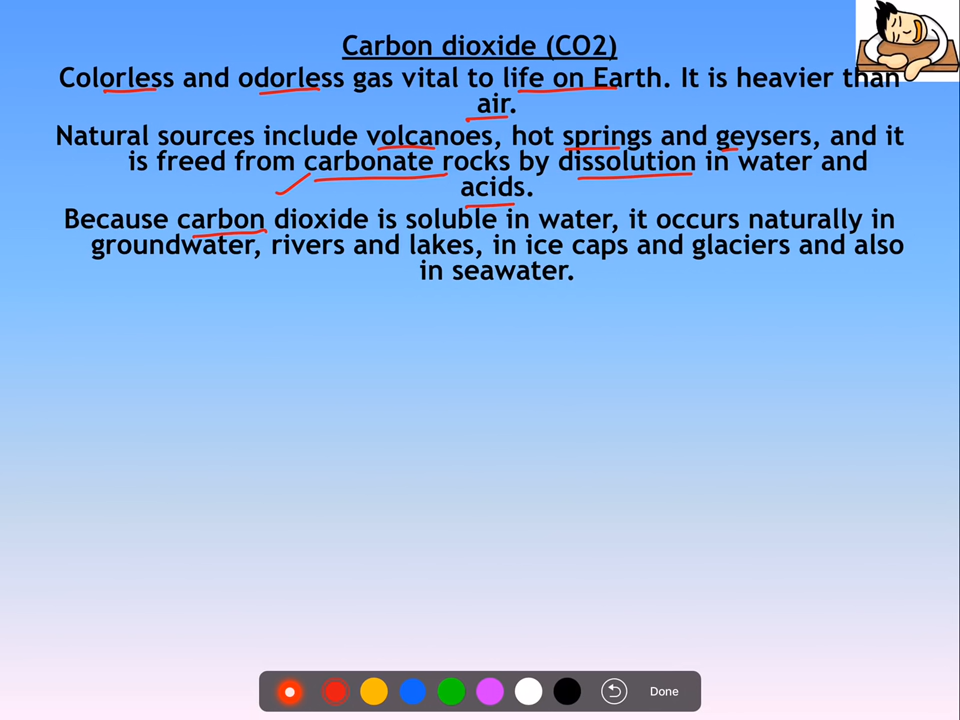 Carbon dioxide (CO2)
Colorless and odorless gas vital to life on Earth. It is heavier than
air.
Natural sources include volcanoes, hot springs and geysers, and it
is freed from carbonate rocks by dissolution in water and
acids.
Because carbon dioxide is soluble in water, it occurs naturally in
groundwater, rivers and lakes, in ice caps and glaciers and also
in seawater.
Done